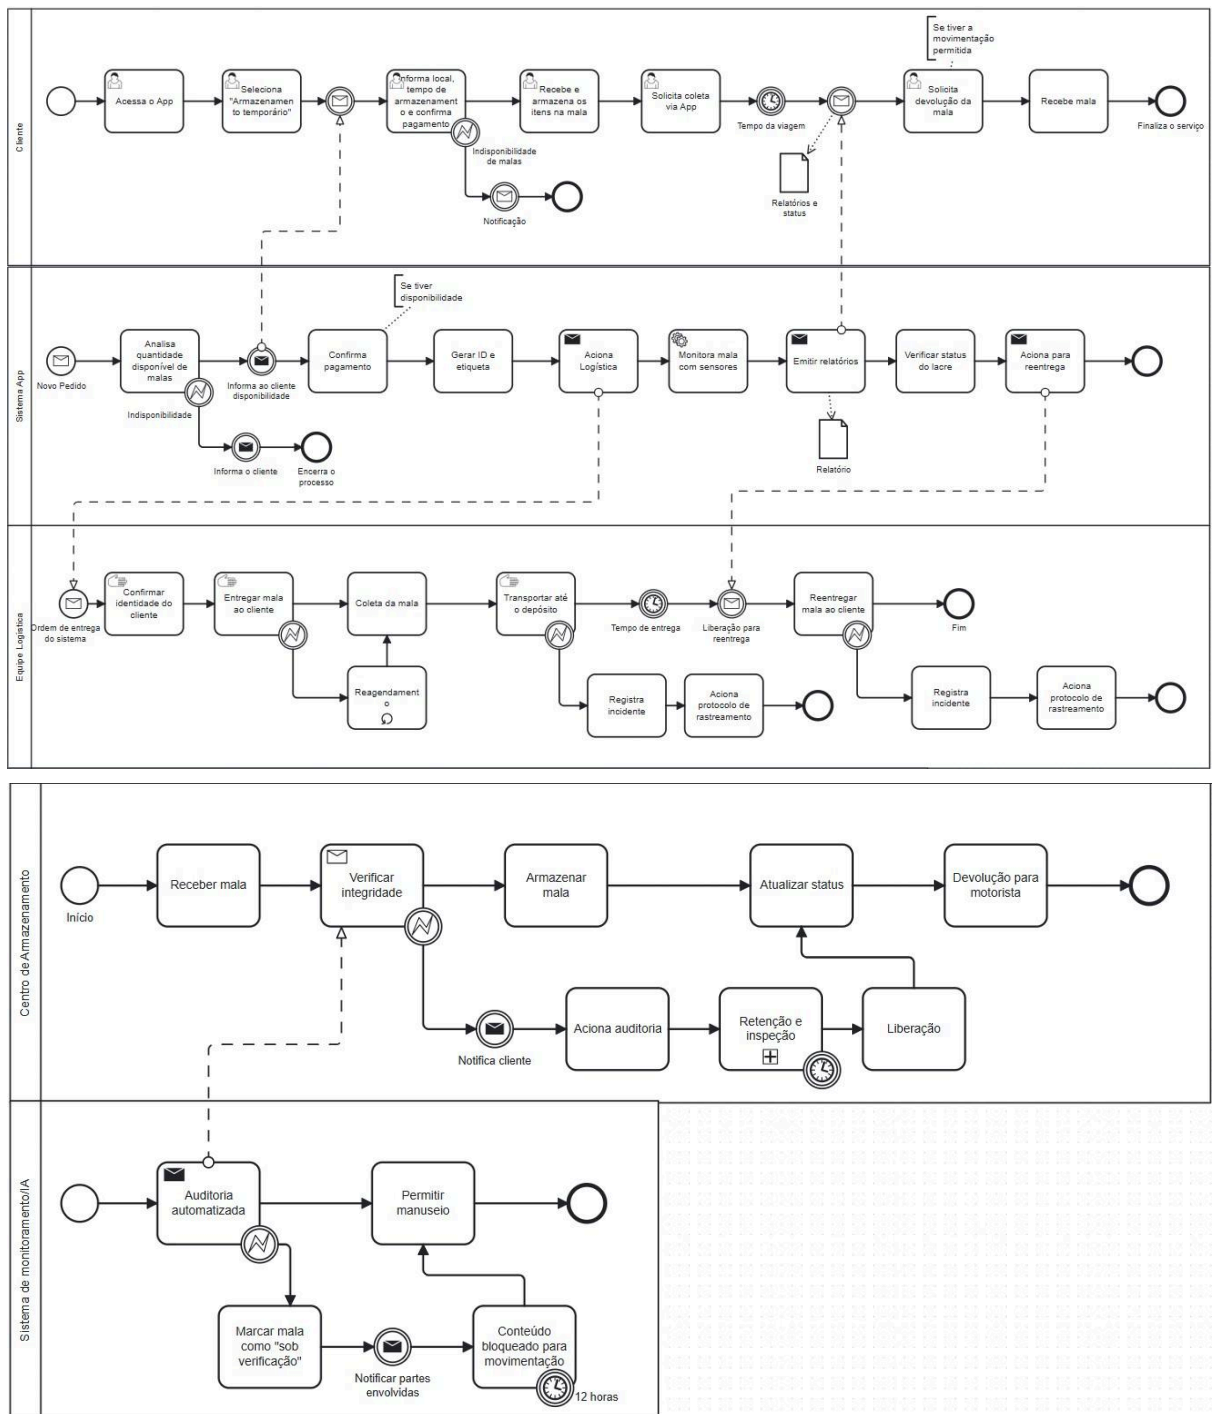 Cliente
Se tiver a
movimentação
permitida
Acessa o App
Seleciona
"Armazenamen
to temporário"
Informa local,
tempo de
armazenament
o e confirma
pagamento
Indisponibilidade
de malas
Notificação
Recebe e
armazena os
itens na mala
Solicita coleta
via App
Tempo da viagem
Relatórios e
status
Solicita
devolução da
mala
Recebe mala
Finaliza o serviço
Sistema App
Se tiver
disponibilidade
Novo Pedido
Analisa
quantidade
disponível de
malas
Indisponibilidade
Informa ao cliente
disponibilidade
Informa o cliente
Encerra o
processo
Confirma
pagamento
Gerar ID e
etiqueta
Aciona
Logística
Monitora mala
com sensores
Emitir relatórios
Relatório
Verificar status
do lacre
Aciona para
reentrega
Equipe Logística
Ordem de entrega
do sistema
Confirmar
identidade do
cliente
Entregar mala
ao cliente
Coleta da mala
Reagendament
o
Transportar até
o depósito
Tempo de entrega
Liberação para
reentrega
Reentregar
mala ao cliente
Fim
Registra
incidente
Aciona
protocolo de
rastreamento
Registra
incidente
Aciona
protocolo de
rastreamento
Centro de Armazenamento
Início
Receber mala
Verificar
integridade
Armazenar
mala
Atualizar status
Devolução para
motorista
Notifica cliente
Aciona auditoria
Retenção e
inspeção
Liberação
Sistema de monitoramento/IA
Auditoria
automatizada
Permitir
manuseio
Marcar mala
como "sob
verificação"
Notificar partes
envolvidas
Conteúdo
bloqueado para
movimentação
12 horas